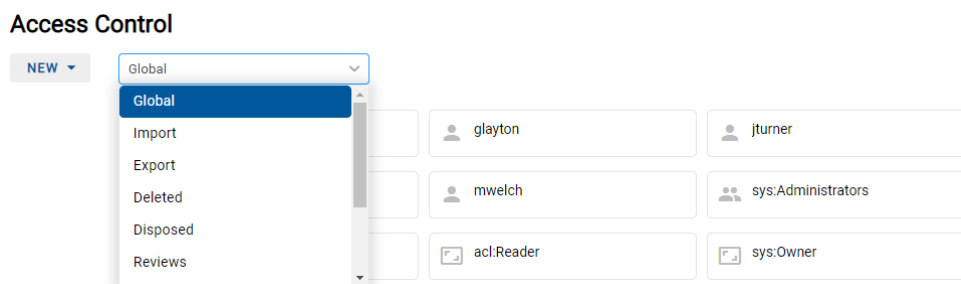 Access Control
NEW
Global
Global
Import
Export
Deleted
Disposed
Reviews
glayton
jturner
mwelch
sys:Administrators
acl:Reader
sys:Owner